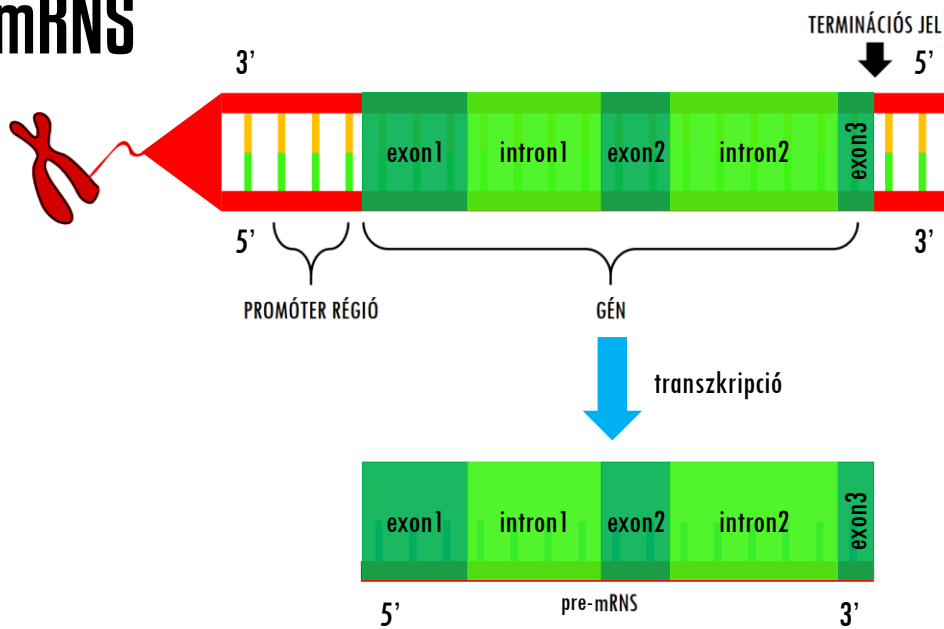 mRNS
TERMINÁCIÓS JEL
3’
5’
exon1
intron1
exon2
intron2
exon3
5’
3’
PROMÓTER RÉGIÓ
GÉN
transzkripció
exon1
intron1
exon2
intron2
exon3
5’
pre-mRNS
3’